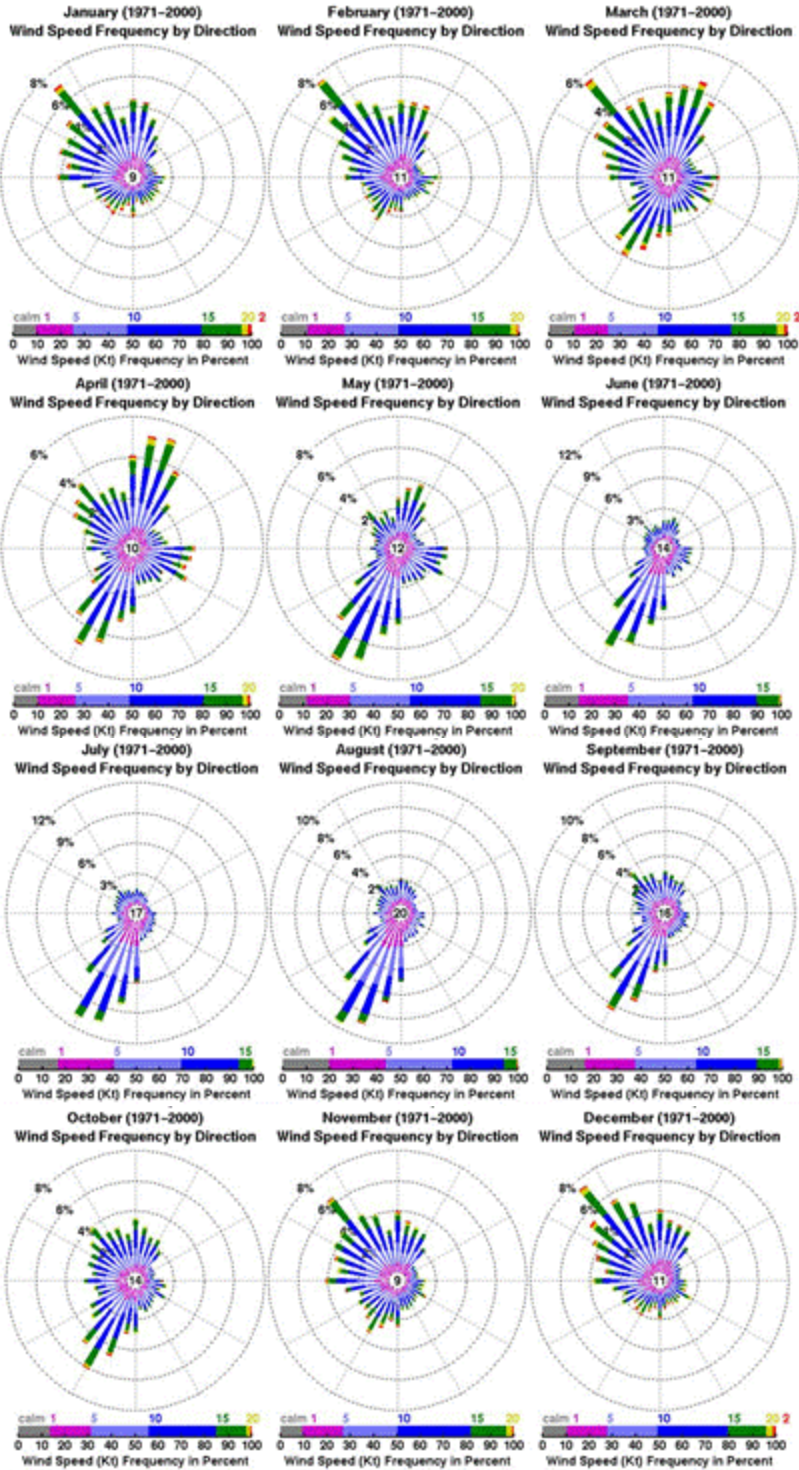 January (1971-2000) February (1971-2000) March (1971-2000)
Wind Speed Frequency by Direction Wind Speed Frequency by Direction Wind Speed Frequency by Direction
8% 8% 6%
6% 6% 4%
9 11 11
calm 1 5 10 15 20 2 calm 1 5 10 15 20 calm 1 5 10 15 20 2
0 10 20 30 40 50 60 70 80 90 100 0 10 20 30 40 50 60 70 80 90 100 0 10 20 30 40 50 60 70 80 90 100
Wind Speed (Kt) Frequency in Percent Wind Speed (Kt) Frequency in Percent Wind Speed (Kt) Frequency in Percent
April (1971-2000) May (1971-2000) June (1971-2000)
Wind Speed Frequency by Direction Wind Speed Frequency by Direction Wind Speed Frequency by Direction
6% 8% 12%
4% 6% 9%
4% 6%
2 3%
10 12 14
calm 1 5 10 15 20 calm 1 5 10 15 20 calm 1 5 10 15
0 10 20 30 40 50 60 70 80 90 100 0 10 20 30 40 50 60 70 80 90 100 0 10 20 30 40 50 60 70 80 90 100
Wind Speed (Kt) Frequency in Percent Wind Speed (Kt) Frequency in Percent Wind Speed (Kt) Frequency in Percent
July (1971-2000) August (1971-2000) September (1971-2000)
Wind Speed Frequency by Direction Wind Speed Frequency by Direction Wind Speed Frequency by Direction
12% 10% 10%
9% 8% 8%
6% 6% 6%
3% 4% 4%
2%
17 20 16
calm 1 5 10 15 calm 1 5 10 15 calm 1 5 10 15
0 10 20 30 40 50 60 70 80 90 100 0 10 20 30 40 50 60 70 80 90 100 0 10 20 30 40 50 60 70 80 90 100
Wind Speed (Kt) Frequency in Percent Wind Speed (Kt) Frequency in Percent Wind Speed (Kt) Frequency in Percent
October (1971-2000) November (1971-2000) December (1971-2000)
Wind Speed Frequency by Direction Wind Speed Frequency by Direction Wind Speed Frequency by Direction
8% 8% 8%
6% 6% 6%
4%
14 9 11
calm 1 5 10 15 20 calm 1 5 10 15 20 calm 1 5 10 15 20 2
0 10 20 30 40 50 60 70 80 90 100 0 10 20 30 40 50 60 70 80 90 100 0 10 20 30 40 50 60 70 80 90 100
Wind Speed (Kt) Frequency in Percent Wind Speed (Kt) Frequency in Percent Wind Speed (Kt) Frequency in Percent